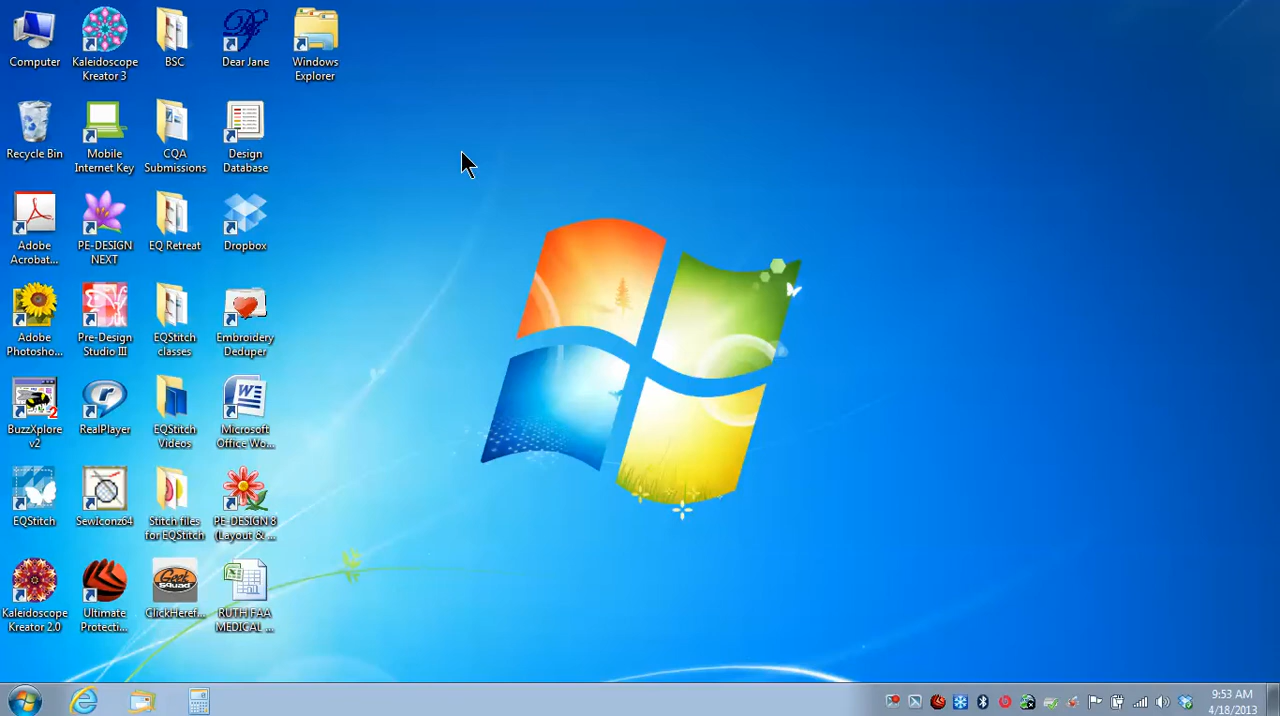 Computer
Kaleidoscope
Kreator 3
BSC
Dear Jane
Windows
Explorer
Recycle Bin
Mobile
Internet Key
CQA
Submissions
Design
Database
Adobe
Acrobat...
PE-DESIGN
NEXT
EQ Retreat
Dropbox
Adobe
Photosho...
Pre-Design
Studio III
EQStitch
classes
Embroidery
Deduper
BuzzXplore
v2
RealPlayer
EQStitch
Videos
Microsoft
Office Wo...
EQStitch
SewIconz64
Stitch files
for EQStitch
PE-DESIGN 8
(Layout & ...
Kaleidoscope
Kreator 2.0
Ultimate
Protecti...
Geek
Squad
ClickHeref...
RUTH FAA
MEDICAL ...
9:53 AM
4/18/2013